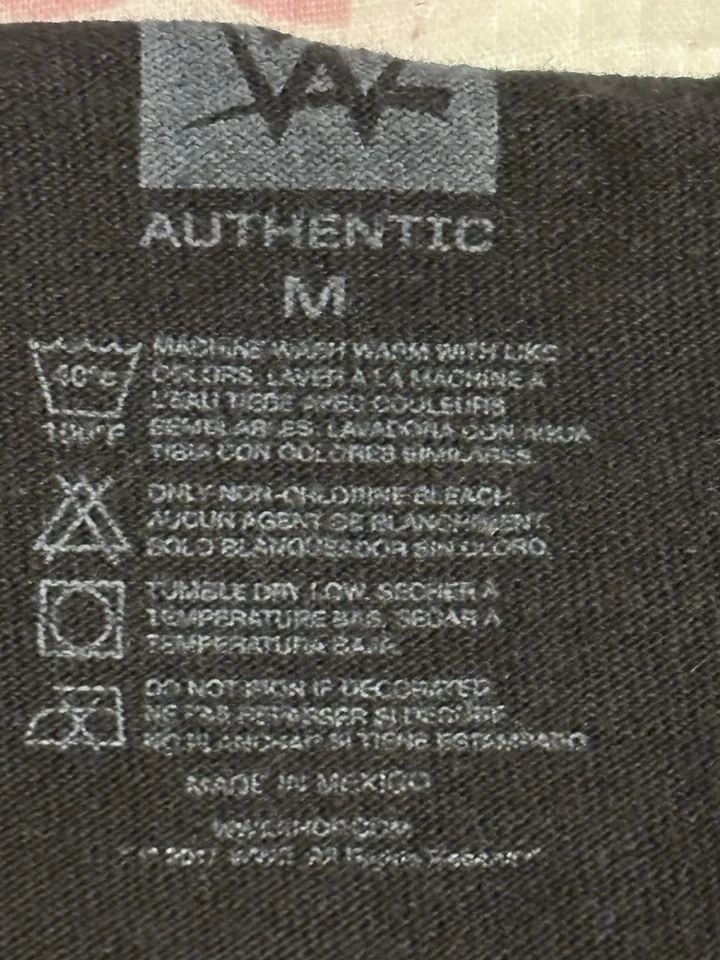 AUTHENTIC
M
MACHINE WASH WARM WITH LIKE
40°C
COLORS. LAVER A LA MACHINE A
L'EAU TIEDE AVEC COULEURS
SEMBLABLES. LAVADORA CON AGUA
TIBIA CON COLORES SIMILARES.
ONLY NON-CHLORINE BLEACH.
AUCUN AGENT DE BLANCHIMENT.
SOLO BLANQUEADOR SIN CLORO.
TUMBLE DRY LOW. SECHER A
TEMPERATURE BAS. SECAR A
TEMPERATURA BAJA.
DO NOT IRON IF DECORATED.
NE PAS REPASSER SI DECORE.
NO PLANCHAR SI TIENE ESTAMPADO
MADE IN MEXICO
WWESHOP.COM
© 2017 WWE. All Rights Reserved.